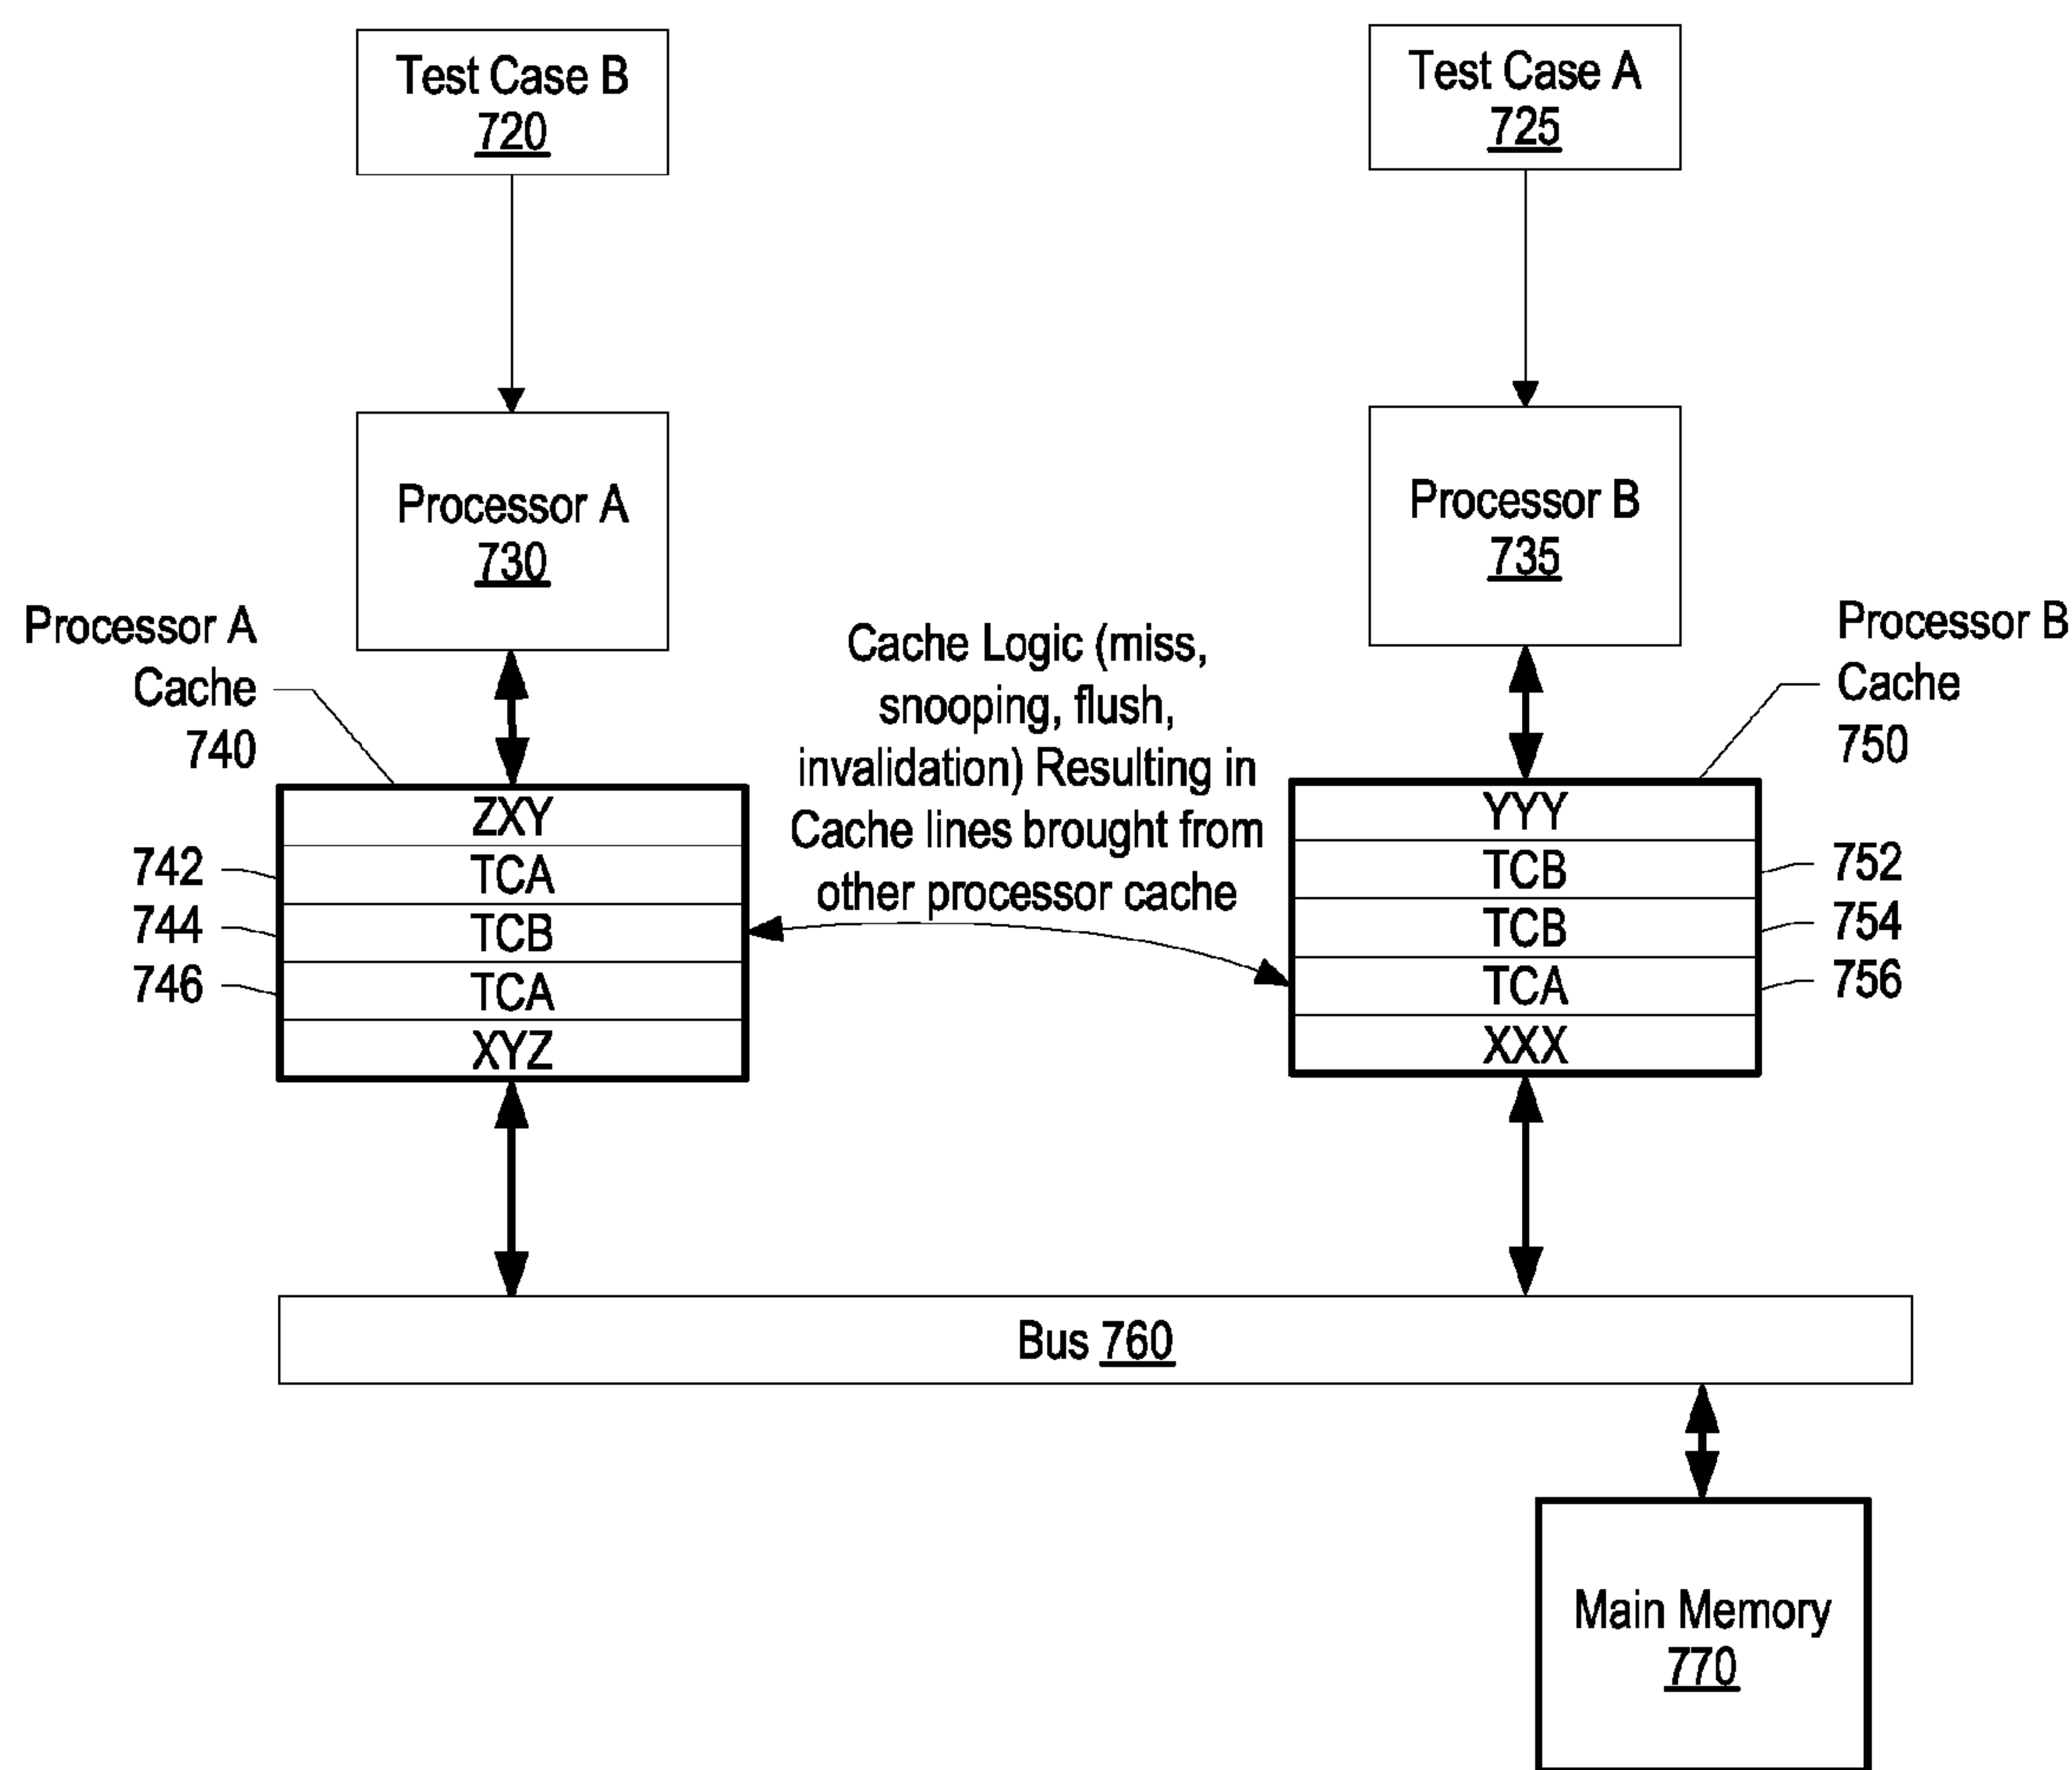 Test Case B
720
Test Case A
725
Processor A
730
Processor B
735
Processor A
Cache
740
Cache Logic (miss,
snooping, flush,
invalidation) Resulting in
Cache lines brought from
other processor cache
Processor B
Cache
750
ZXY
742
TCA
744
TCB
746
TCA
XYZ
YYY
TCB
752
TCB
754
TCA
756
XXX
Bus 760
Main Memory
770